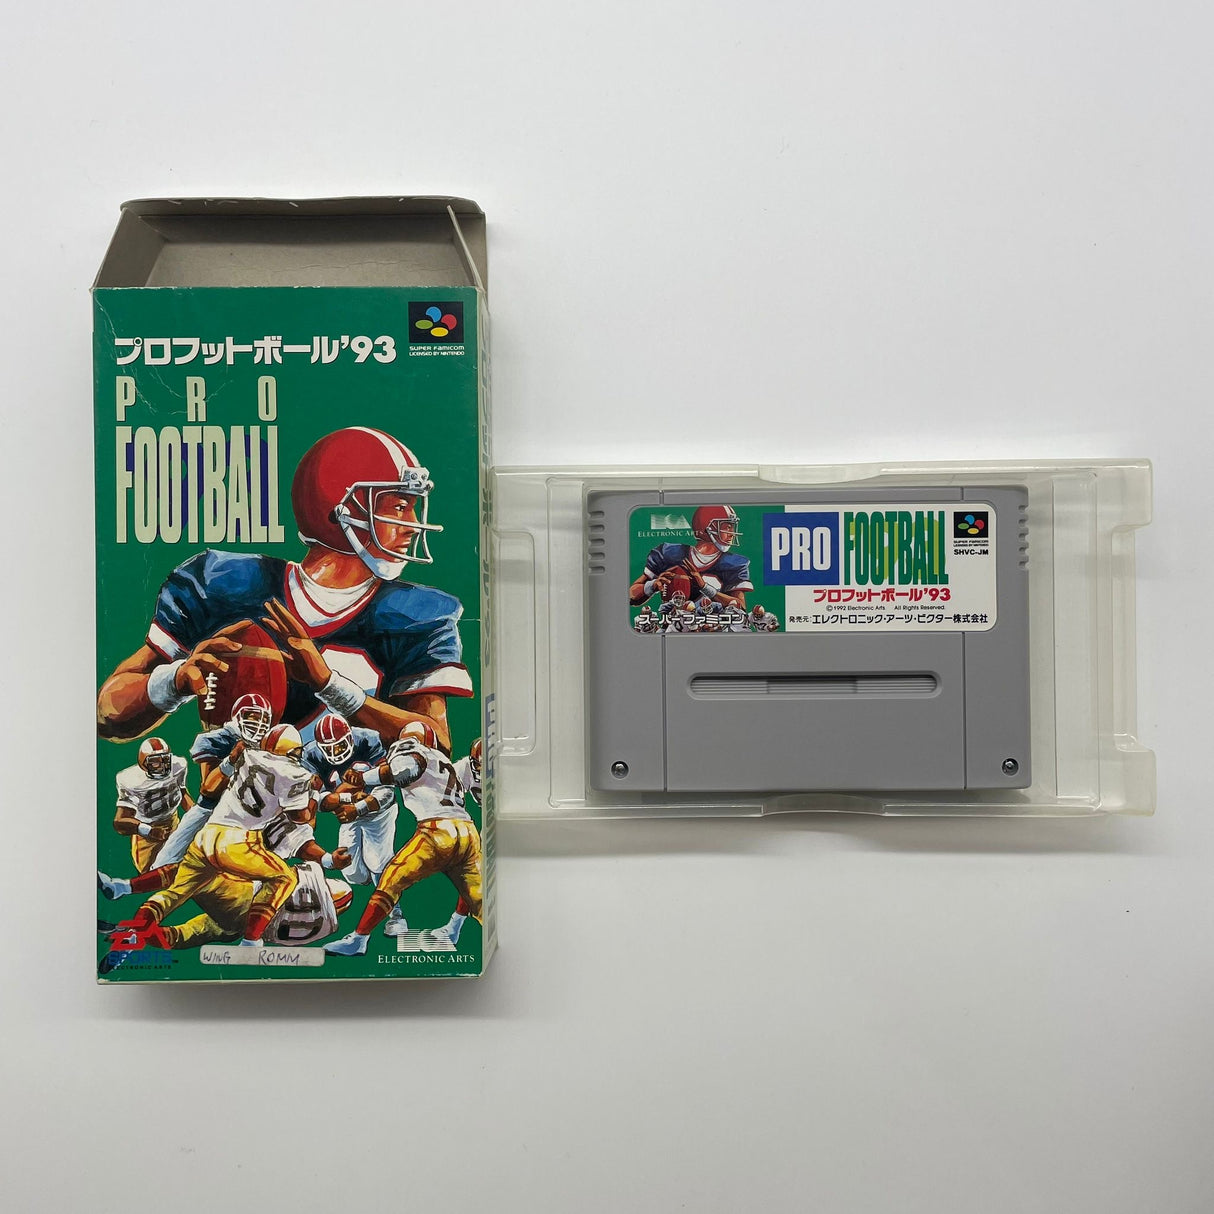 プロフットボール'93
SUPER FAMICOM
LICENSED BY NINTENDO
PRO
FOOTBALL
EA
SPORTS
ELECTRONIC ARTS
WING ROMM
ELECTRONIC ARTS
ELECTRONIC ARTS
PRO FOOTBALL
SUPER FAMICOM
LICENSED BY NINTENDO
SHVC-JM
プロフットボール'93
©1992 Electronic Arts. All Rights Reserved.
スーパーファミコン
発売元:エレクトロニック・アーツ・ビクター株式会社